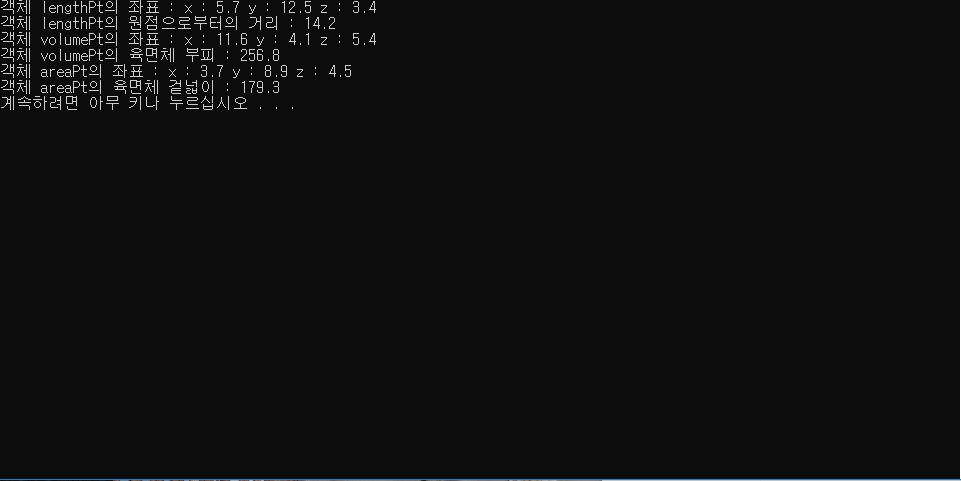 객체 lengthPt의 좌표 : x : 5.7 y : 12.5 z : 3.4
객체 lengthPt의 원점으로부터의 거리 : 14.2
객체 volumePt의 좌표 : x : 11.6 y : 4.1 z : 5.4
객체 volumePt의 육면체 부피 : 256.8
객체 areaPt의 좌표 : x : 3.7 y : 8.9 z : 4.5
객체 areaPt의 육면체 겉넓이 : 179.3
계속하려면 아무 키나 누르십시오 . . .